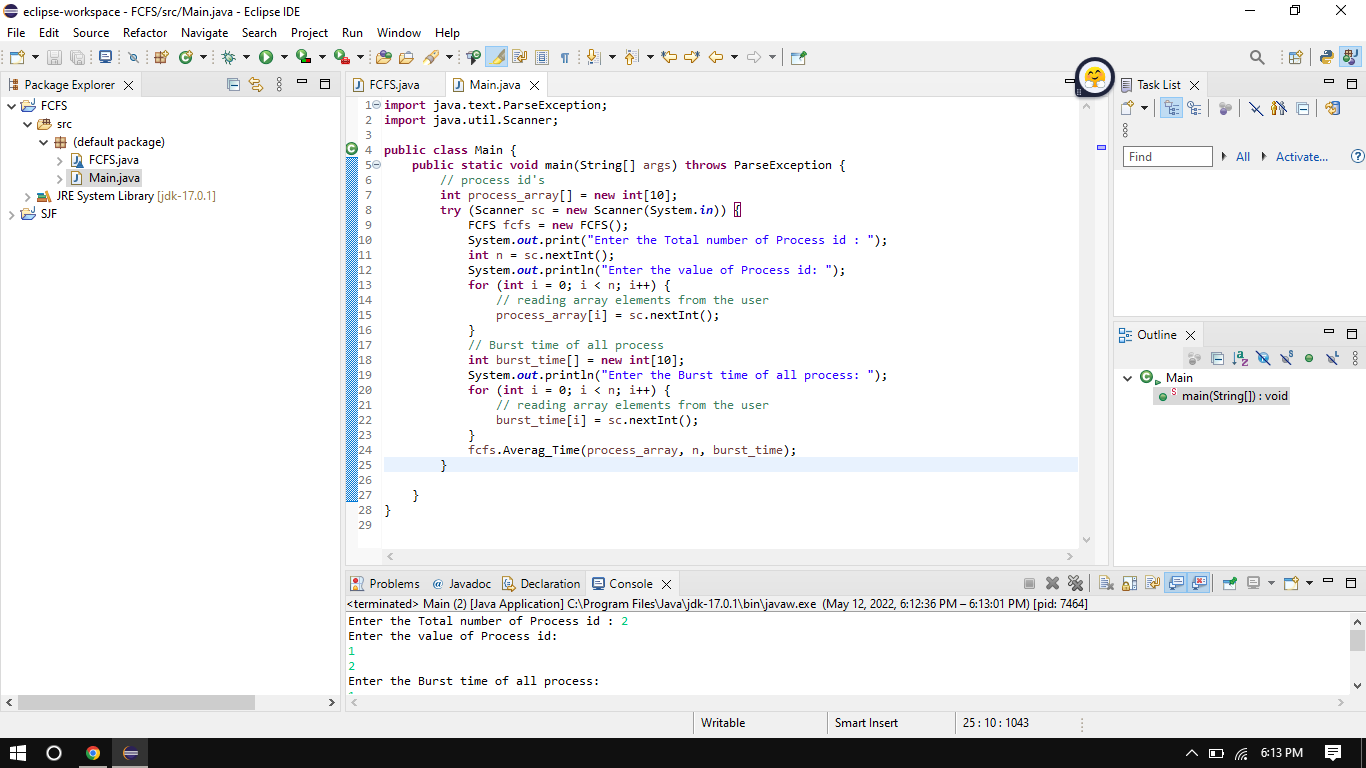 eclipse-workspace - FCFS/src/Main.java - Eclipse IDE
File Edit Source Refactor Navigate Search Project Run Window Help
Package Explorer
FCFS
src
(default package)
FCFS.java
Main.java
JRE System Library [jdk-17.0.1]
SJF
FCFS.java Main.java
1 import java.text.ParseException;
2 import java.util.Scanner;
3
4 public class Main {
5 public static void main(String[] args) throws ParseException {
6 // process id's
7 int process_array[] = new int[10];
8 try (Scanner sc = new Scanner(System.in)) {
9 FCFS fcfs = new FCFS();
10 System.out.print("Enter the Total number of Process id : ");
11 int n = sc.nextInt();
12 System.out.println("Enter the value of Process id: ");
13 for (int i = 0; i < n; i++) {
14 // reading array elements from the user
15 process_array[i] = sc.nextInt();
16 }
17 // Burst time of all process
18 int burst_time[] = new int[10];
19 System.out.println("Enter the Burst time of all process: ");
20 for (int i = 0; i < n; i++) {
21 // reading array elements from the user
22 burst_time[i] = sc.nextInt();
23 }
24 fcfs.Averag_Time(process_array, n, burst_time);
25 }
26
27 }
28 }
29
Task List
Find All Activate...
Outline
Main
main(String[]) : void
Problems Javadoc Declaration Console
<terminated> Main (2) [Java Application] C:\Program Files\Java\jdk-17.0.1\bin\javaw.exe (May 12, 2022, 6:12:36 PM – 6:13:01 PM) [pid: 7464]
Enter the Total number of Process id : 2
Enter the value of Process id:
1
2
Enter the Burst time of all process:
Writable Smart Insert 25 : 10 : 1043
6:13 PM